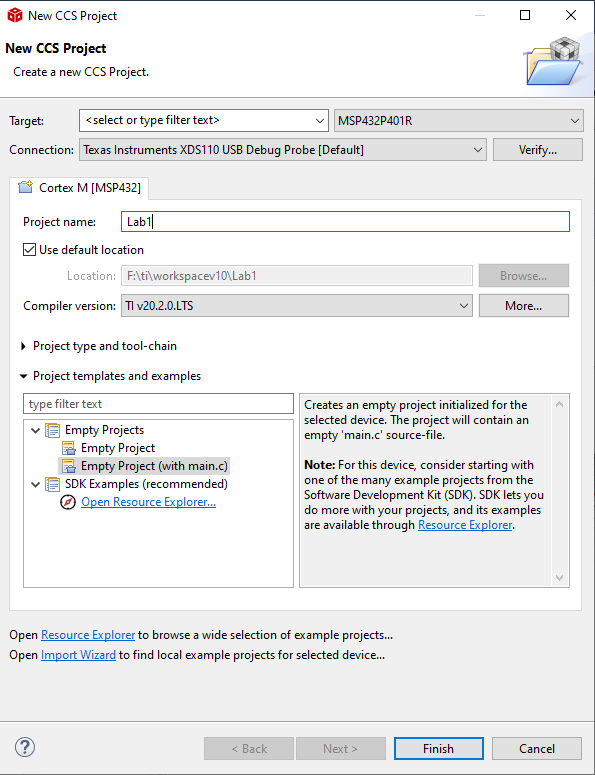 New CCS Project
New CCS Project
Create a new CCS Project.
Target: <select or type filter text> MSP432P401R
Connection: Texas Instruments XDS110 USB Debug Probe [Default] Verify...
Cortex M [MSP432]
Project name: Lab1
Use default location
Location: F:\ti\workspacev10\Lab1 Browse...
Compiler version: TI v20.2.0.LTS More...
Project type and tool-chain
Project templates and examples
type filter text
Empty Projects
Empty Project
Empty Project (with main.c)
SDK Examples (recommended)
Open Resource Explorer...
Creates an empty project initialized for the
selected device. The project will contain an
empty 'main.c' source-file.
Note: For this device, consider starting with
one of the many example projects from the
Software Development Kit (SDK). SDK lets you
do more with your projects, and its examples
are available through Resource Explorer.
Open Resource Explorer to browse a wide selection of example projects...
Open Import Wizard to find local example projects for selected device...
? < Back Next > Finish Cancel